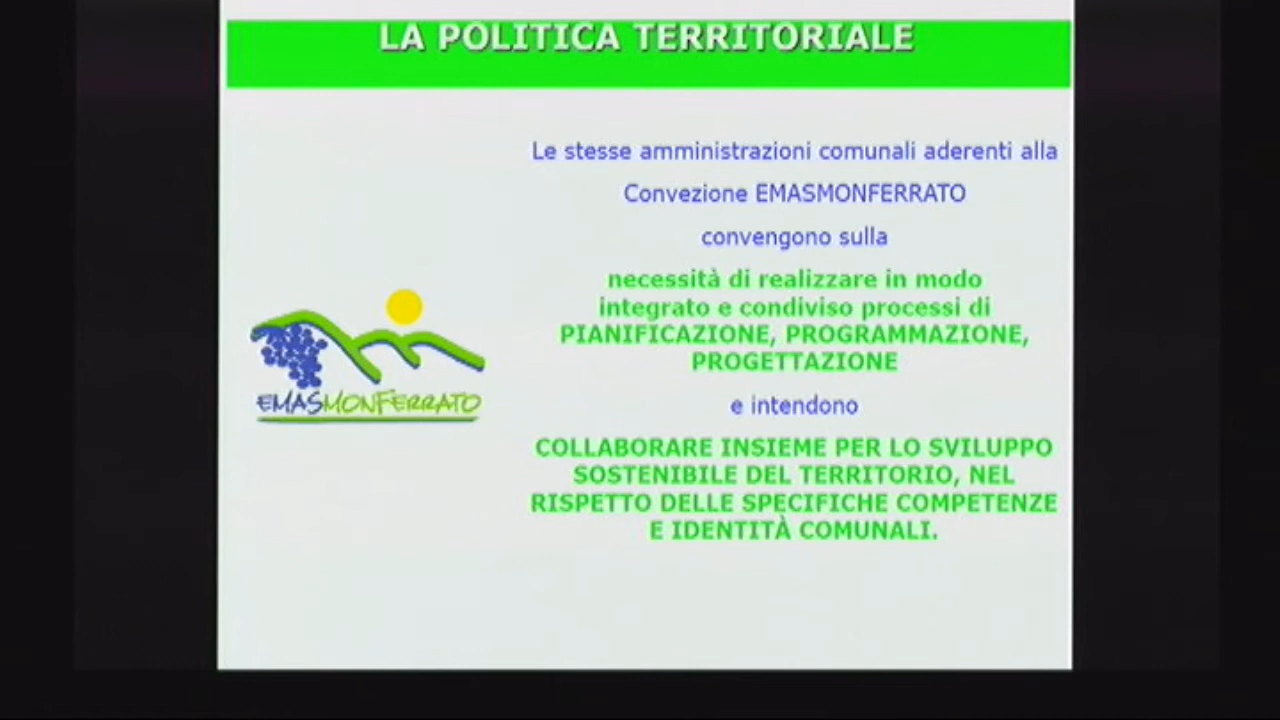 LA POLITICA TERRITORIALE
Le stesse amministrazioni comunali aderenti alla
Convezione EMASMONFERRATO
convengono sulla
necessità di realizzare in modo
integrato e condiviso processi di
PIANIFICAZIONE, PROGRAMMAZIONE,
PROGETTAZIONE
e intendono
COLLABORARE INSIEME PER LO SVILUPPO
SOSTENIBILE DEL TERRITORIO, NEL
RISPETTO DELLE SPECIFICHE COMPETENZE
E IDENTITÀ COMUNALI.
EMASMONFERRATO